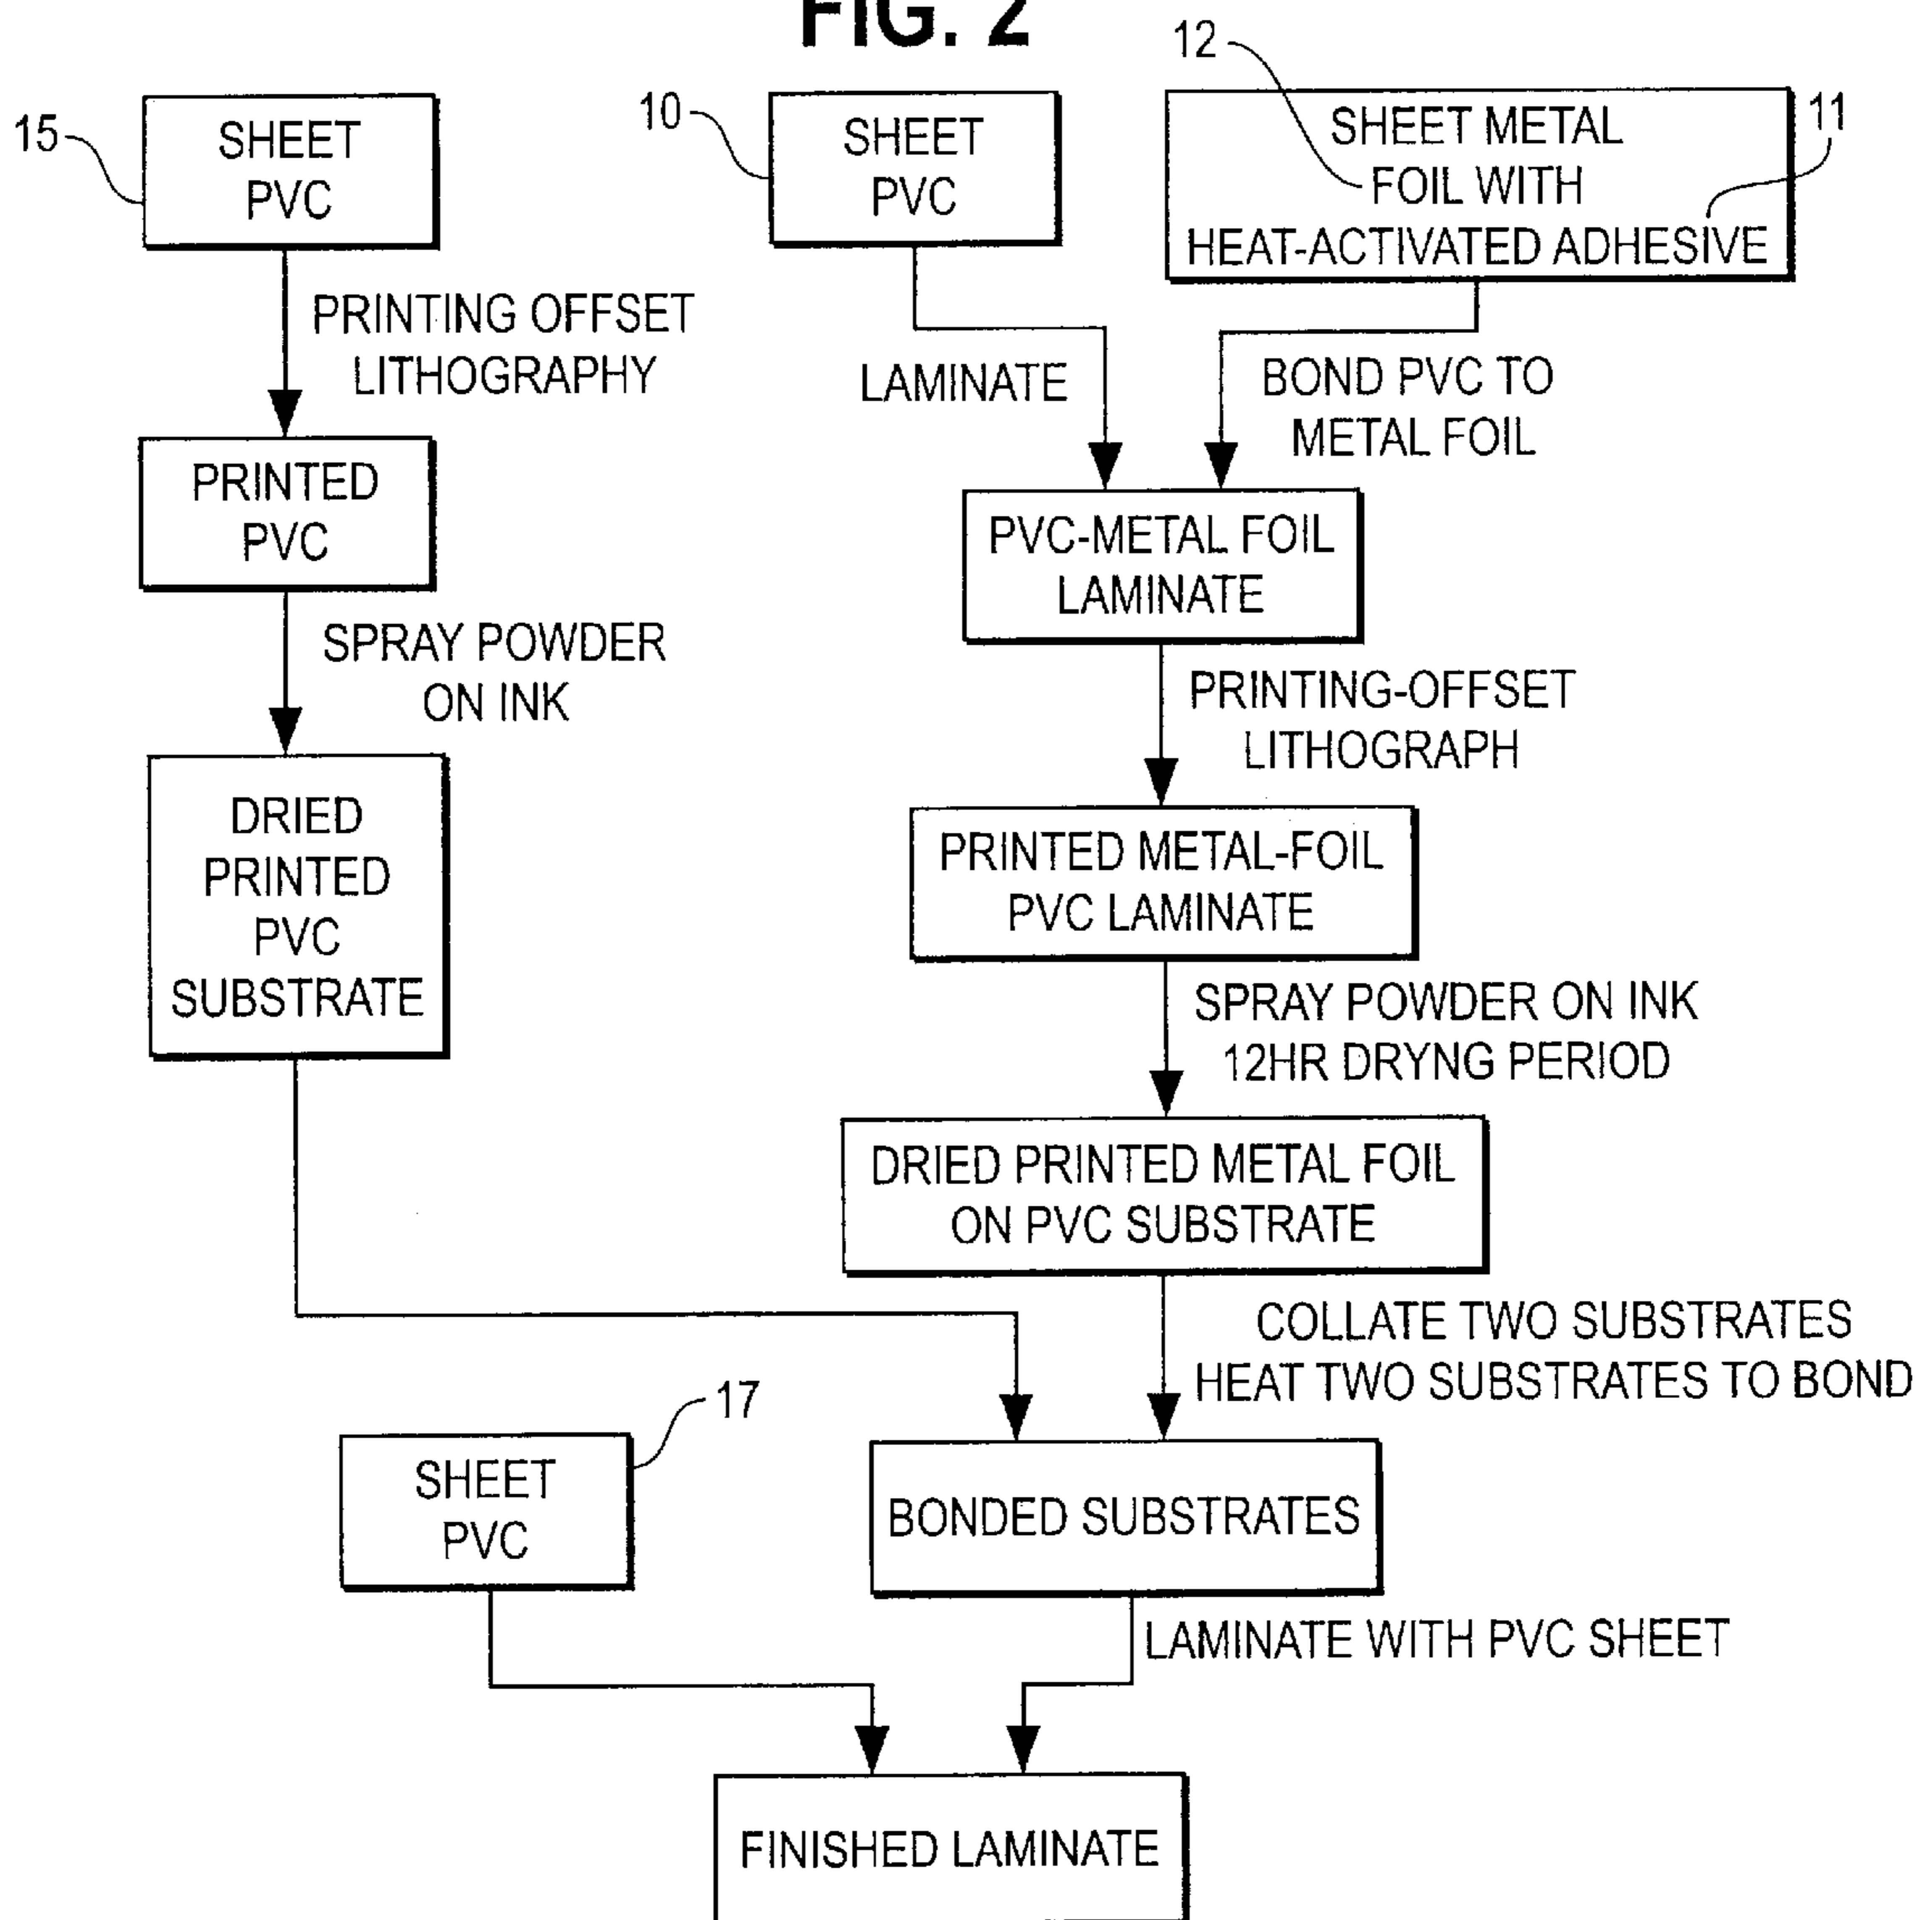 FIG. 2
12
15
SHEET
PVC
10
SHEET
PVC
SHEET METAL
FOIL WITH
HEAT-ACTIVATED ADHESIVE
11
PRINTING OFFSET
LITHOGRAPHY
LAMINATE
BOND PVC TO
METAL FOIL
PRINTED
PVC
PVC-METAL FOIL
LAMINATE
SPRAY POWDER
ON INK
PRINTING-OFFSET
LITHOGRAPH
DRIED
PRINTED
PVC
SUBSTRATE
PRINTED METAL-FOIL
PVC LAMINATE
SPRAY POWDER ON INK
12HR DRYNG PERIOD
DRIED PRINTED METAL FOIL
ON PVC SUBSTRATE
COLLATE TWO SUBSTRATES
HEAT TWO SUBSTRATES TO BOND
17
SHEET
PVC
BONDED SUBSTRATES
LAMINATE WITH PVC SHEET
FINISHED LAMINATE